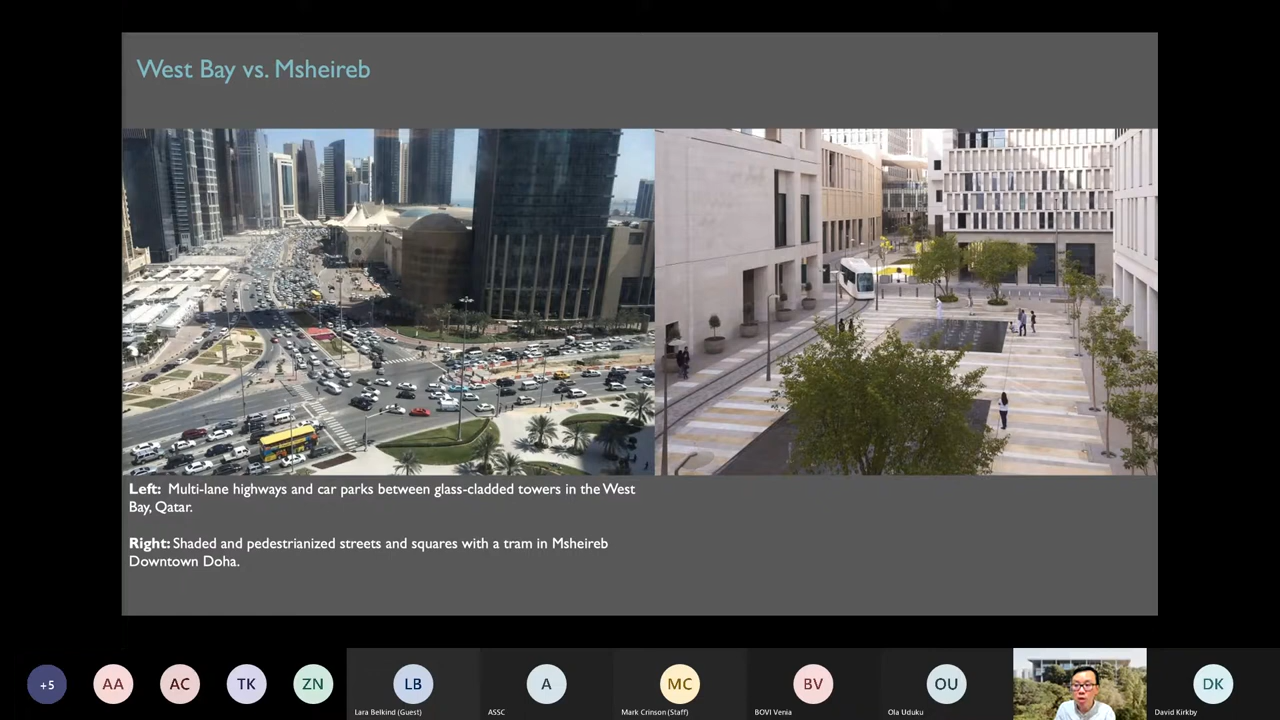 West Bay vs. Msheireb
Left: Multi-lane highways and car parks between glass-cladded towers in the West
Bay, Qatar.
Right: Shaded and pedestrianized streets and squares with a tram in Msheireb
Downtown Doha.
+5
AA
AC
TK
ZN
LB
A
MC
BV
OU
DK
Lara Belkind (Guest)
ASSC
Mark Crinson (Staff)
BOVI Venia
Ola Uduku
David Kirkby